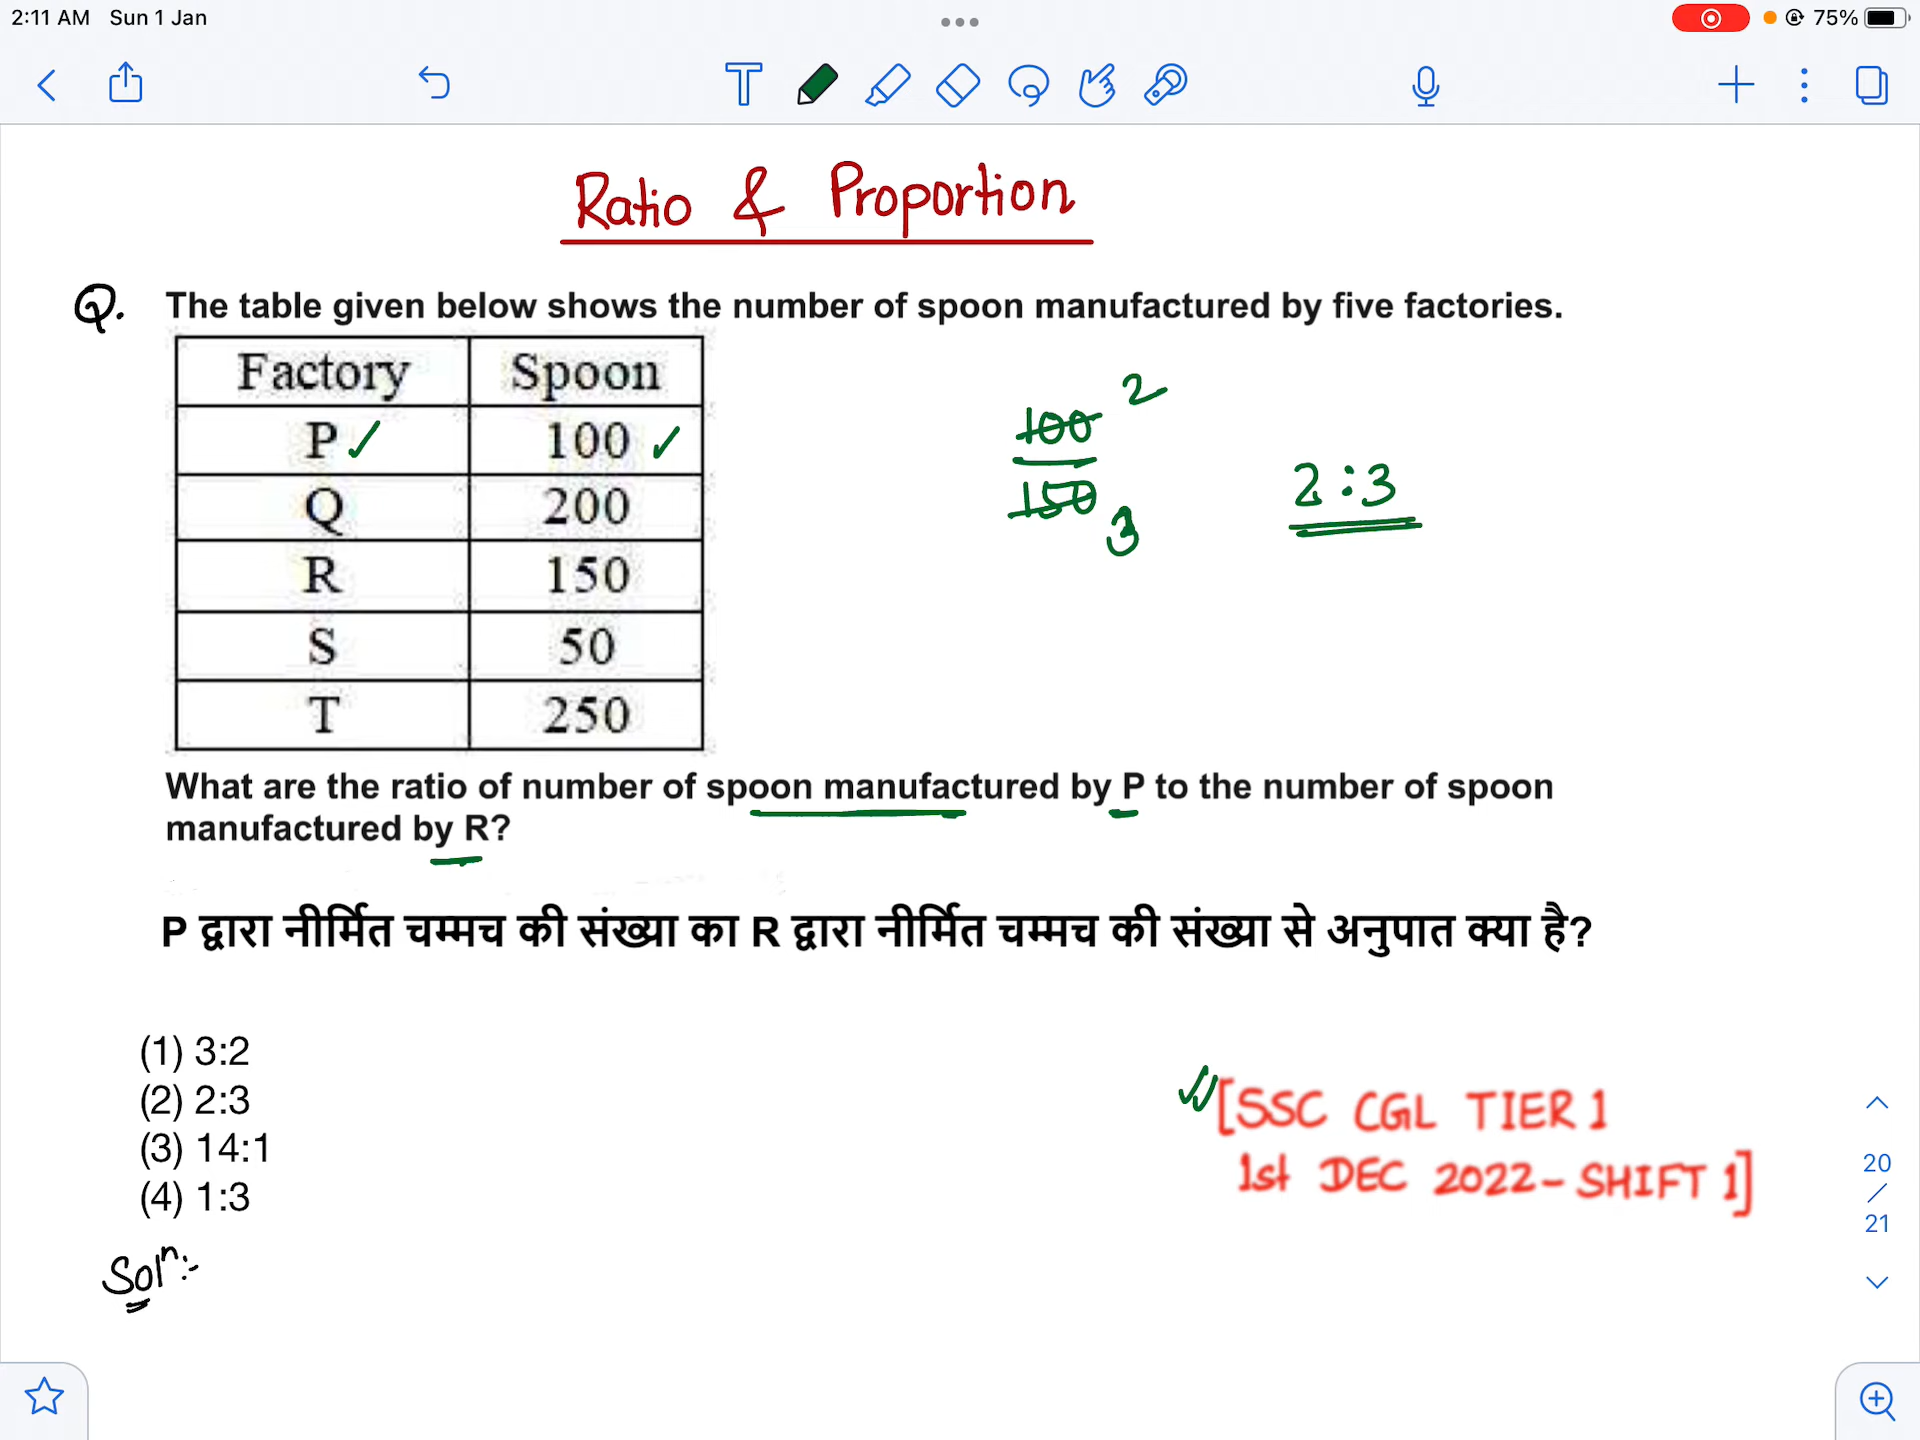 2:11 AM Sun 1 Jan
75%
Ratio & Proportion
Q. The table given below shows the number of spoon manufactured by five factories.
Factory Spoon
P✓ 100 ✓
Q 200
R 150
S 50
T 250
100 2
150 3
2:3
What are the ratio of number of spoon manufactured by P to the number of spoon
manufactured by R?
P द्वारा नीर्मित चम्मच की संख्या का R द्वारा नीर्मित चम्मच की संख्या से अनुपात क्या है?
(1) 3:2
(2) 2:3
(3) 14:1
(4) 1:3
[SSC CGL TIER 1
1st DEC 2022- SHIFT 1]
20
/
21
Solⁿ:-